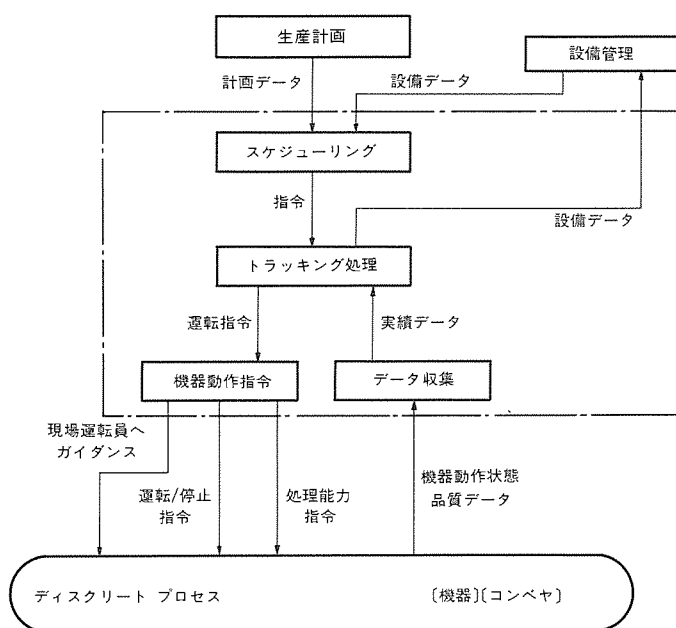 生産計画
設備管理
計画データ
設備データ
スケジューリング
指令
設備データ
トラッキング処理
運転指令
実績データ
機器動作指令
データ収集
現場運転員へ
ガイダンス
運転/停止
指令
処理能力
指令
機器動作状態
品質データ
ディスクリート プロセス
〔機器〕〔コンベヤ〕